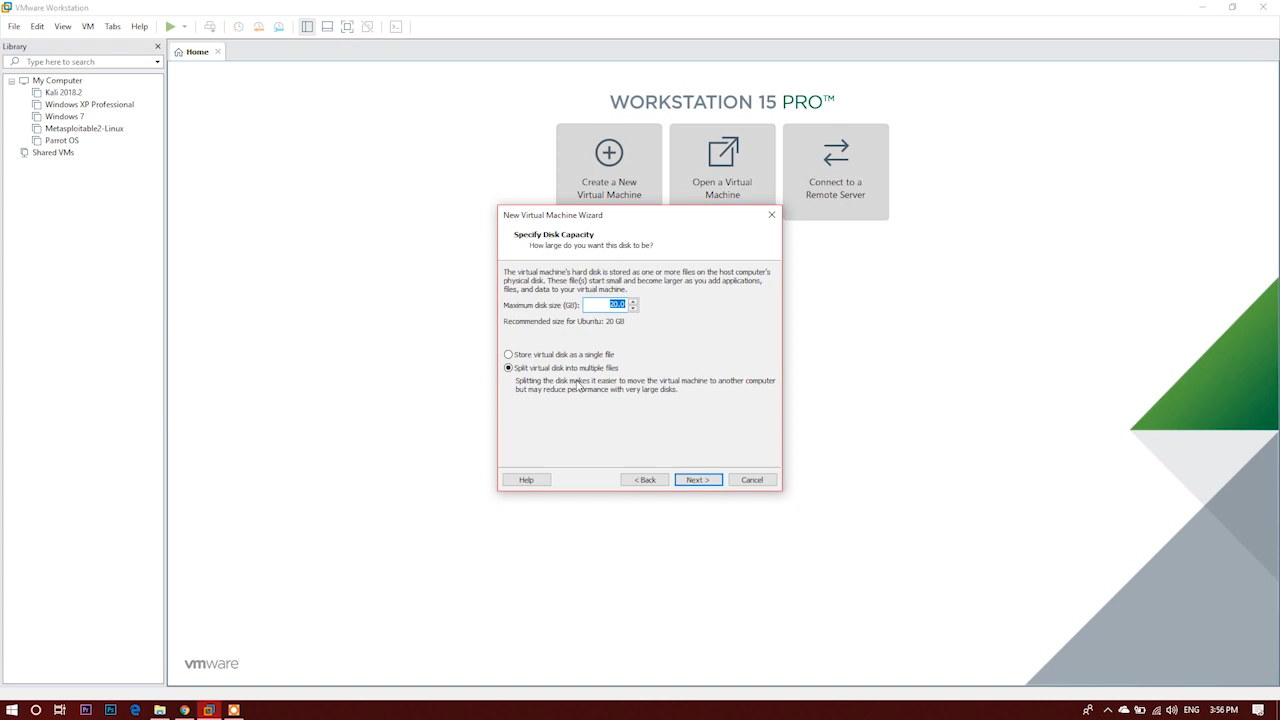 VMware Workstation
File Edit View VM Tabs Help
Library
Type here to search
My Computer
Kali 2018.2
Windows XP Professional
Windows 7
Metasploitable2-Linux
Parrot OS
Shared VMs
Home
WORKSTATION 15 PRO™
Create a New
Virtual Machine
Open a Virtual
Machine
Connect to a
Remote Server
New Virtual Machine Wizard
Specify Disk Capacity
How large do you want this disk to be?
The virtual machine's hard disk is stored as one or more files on the host computer's
physical disk. These file(s) start small and become larger as you add applications,
files, and data to your virtual machine.
Maximum disk size (GB): 20.0
Recommended size for Ubuntu: 20 GB
Store virtual disk as a single file
Split virtual disk into multiple files
Splitting the disk makes it easier to move the virtual machine to another computer
but may reduce performance with very large disks.
Help < Back Next > Cancel
vmware
Pr Ps ENG 3:56 PM